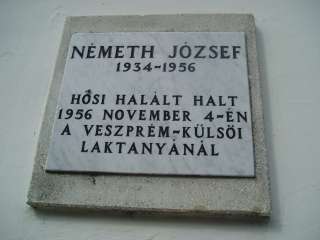 NÉMETH JÓZSEF
1934-1956
HŐSI HALÁLT HALT
1956 NOVEMBER 4-ÉN
A VESZPRÉM-KÜLSŐI
LAKTANYÁNÁL